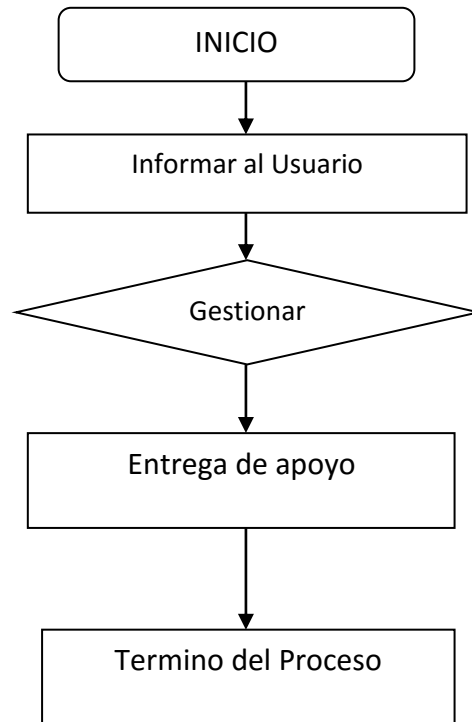 INICIO
Informar al Usuario
Gestionar
Entrega de apoyo
Termino del Proceso